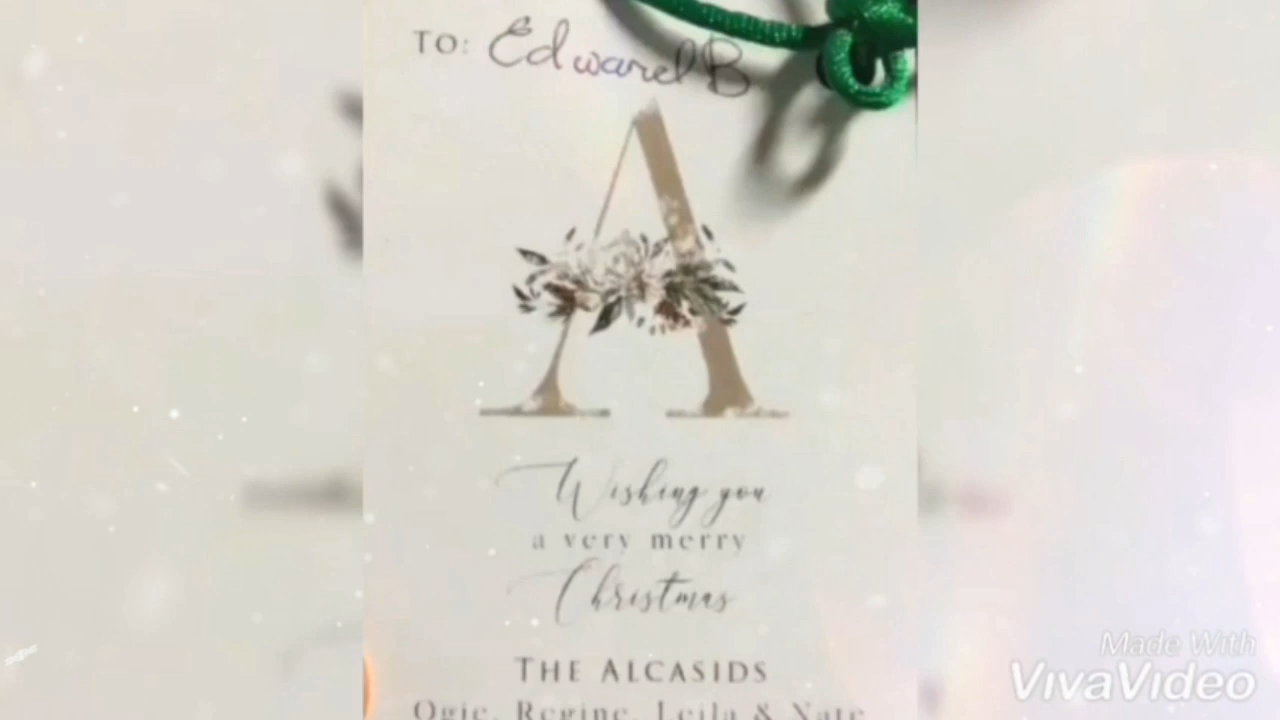 TO: Edward B
A
Wishing you
a very merry
Christmas
THE ALCASIDS
Ogie, Regine, Leila & Nate
Made With
VivaVideo